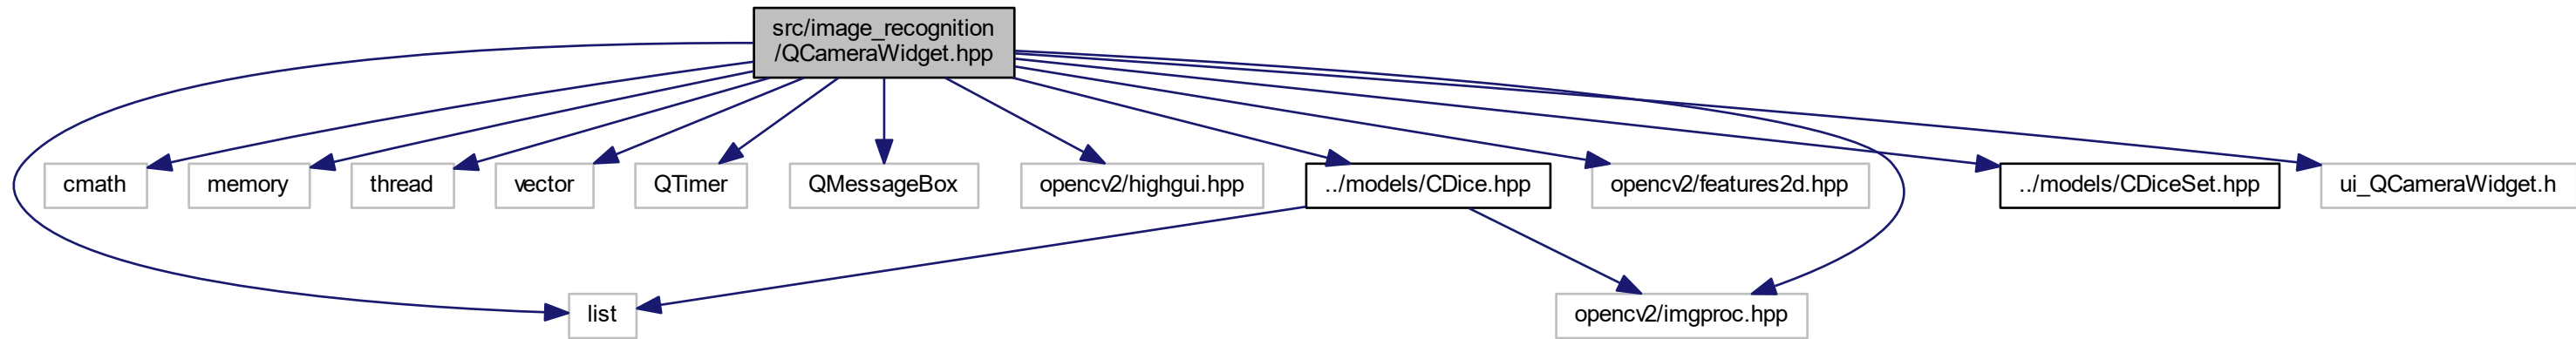 src/image_recognition
/QCameraWidget.hpp
cmath
memory
thread
vector
QTimer
QMessageBox
opencv2/highgui.hpp
../models/CDice.hpp
opencv2/features2d.hpp
../models/CDiceSet.hpp
ui_QCameraWidget.h
list
opencv2/imgproc.hpp